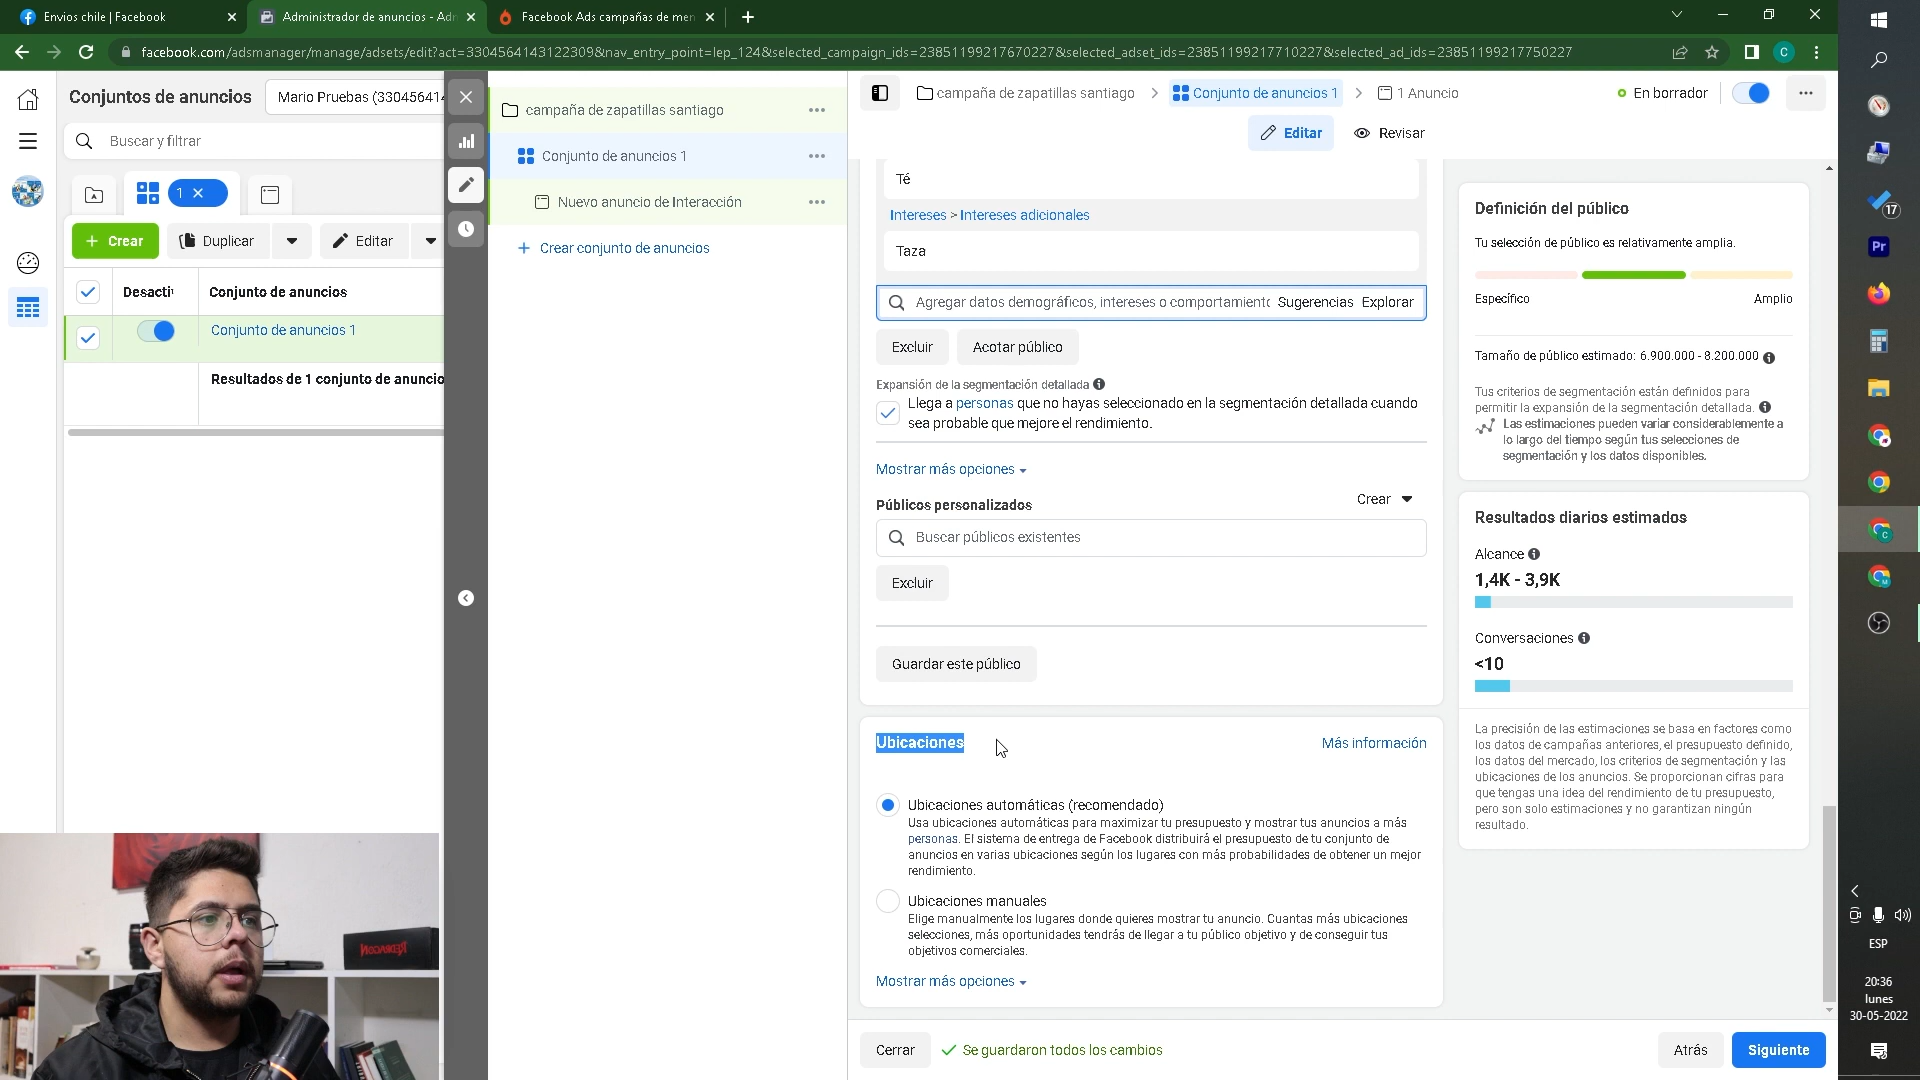 Envios chile | Facebook
Administrador de anuncios - Adm
Facebook Ads campañas de men
facebook.com/adsmanager/manage/adsets/edit?act=3304564143122309&nav_entry_point=lep_124&selected_campaign_ids=23851199217670227&selected_adset_ids=23851199217710227&selected_ad_ids=23851199217750227
C
Conjuntos de anuncios
Mario Pruebas (330456414
Buscar y filtrar
1
Crear
Duplicar
Editar
Desacti
Conjunto de anuncios
Conjunto de anuncios 1
Resultados de 1 conjunto de anuncio
campaña de zapatillas santiago
Conjunto de anuncios 1
Nuevo anuncio de Interacción
Crear conjunto de anuncios
campaña de zapatillas santiago
Conjunto de anuncios 1
1 Anuncio
En borrador
Editar
Revisar
Té
Intereses > Intereses adicionales
Taza
Agregar datos demográficos, intereses o comportamiento
Sugerencias
Explorar
Excluir
Acotar público
Expansión de la segmentación detallada
Llega a personas que no hayas seleccionado en la segmentación detallada cuando
sea probable que mejore el rendimiento.
Mostrar más opciones
Públicos personalizados
Crear
Buscar públicos existentes
Excluir
Guardar este público
Ubicaciones
Más información
Ubicaciones automáticas (recomendado)
Usa ubicaciones automáticas para maximizar tu presupuesto y mostrar tus anuncios a más
personas. El sistema de entrega de Facebook distribuirá el presupuesto de tu conjunto de
anuncios en varias ubicaciones según los lugares con más probabilidades de obtener un mejor
rendimiento.
Ubicaciones manuales
Elige manualmente los lugares donde quieres mostrar tu anuncio. Cuantas más ubicaciones
selecciones, más oportunidades tendrás de llegar a tu público objetivo y de conseguir tus
objetivos comerciales.
Mostrar más opciones
Cerrar
Se guardaron todos los cambios
Atrás
Siguiente
Definición del público
Tu selección de público es relativamente amplia.
Específico
Amplio
Tamaño de público estimado: 6.900.000 - 8.200.000
Tus criterios de segmentación están definidos para
permitir la expansión de la segmentación detallada.
Las estimaciones pueden variar considerablemente a
lo largo del tiempo según tus selecciones de
segmentación y los datos disponibles.
Resultados diarios estimados
Alcance
1,4K - 3,9K
Conversaciones
<10
La precisión de las estimaciones se basa en factores como
los datos de campañas anteriores, el presupuesto definido,
los datos del mercado, los criterios de segmentación y las
ubicaciones de los anuncios. Se proporcionan cifras para
que tengas una idea del rendimiento de tu presupuesto,
pero son solo estimaciones y no garantizan ningún
resultado.
17
Pr
C
M
ESP
20:36
lunes
30-05-2022
REDRAGON